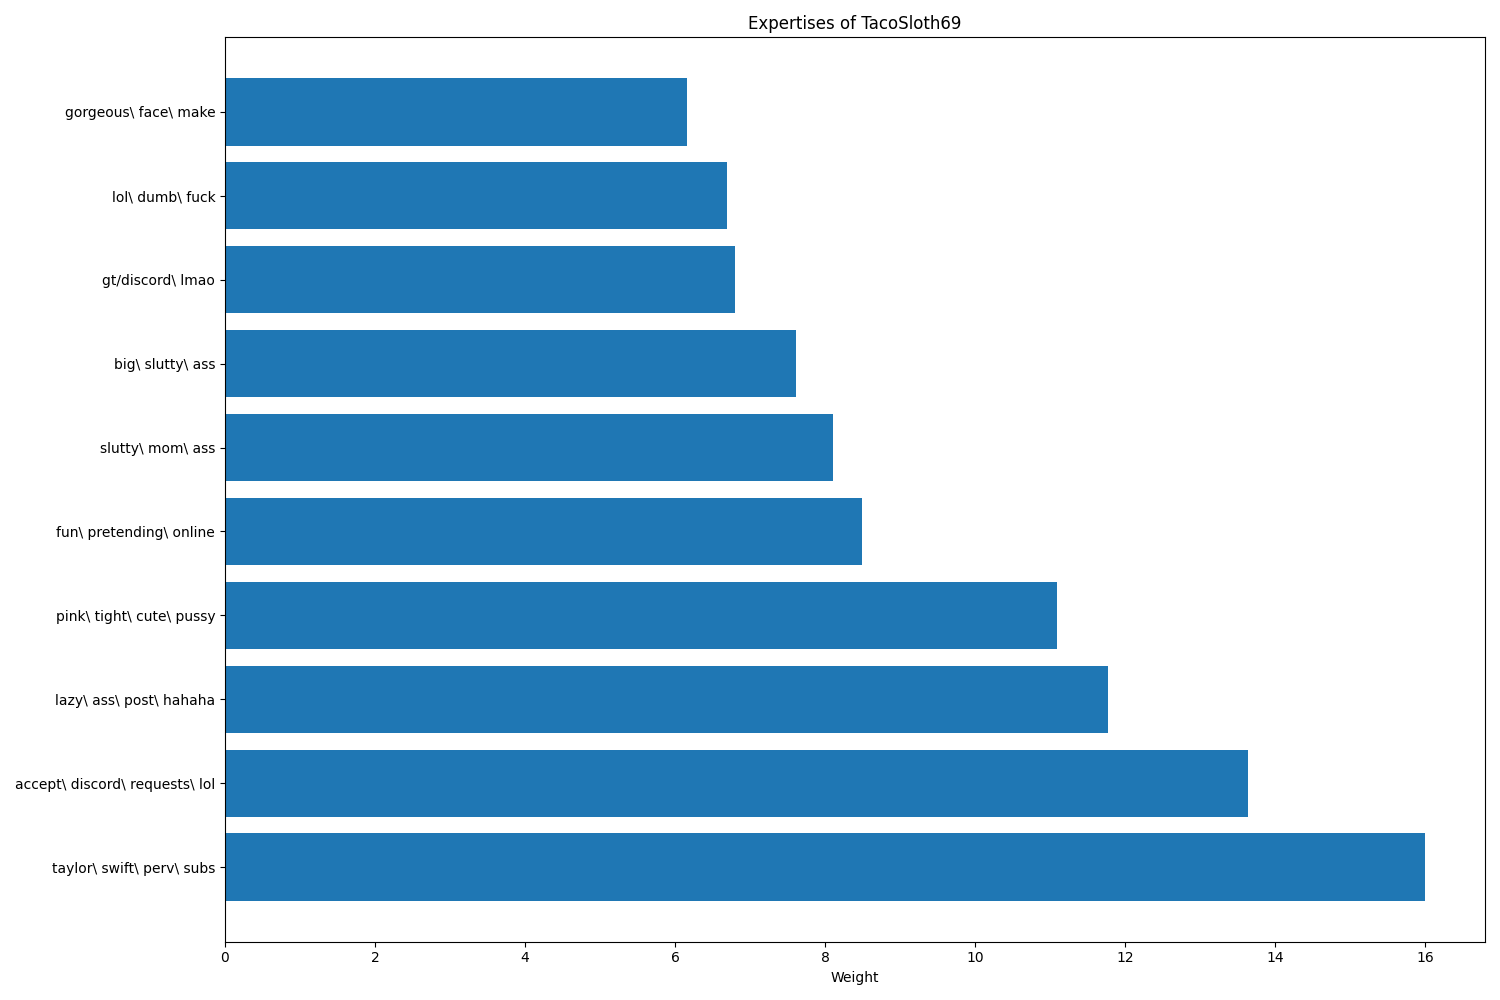 Expertises of TacoSloth69
gorgeous\ face\ make
lol\ dumb\ fuck
gt/discord\ lmao
big\ slutty\ ass
slutty\ mom\ ass
fun\ pretending\ online
pink\ tight\ cute\ pussy
lazy\ ass\ post\ hahaha
accept\ discord\ requests\ lol
taylor\ swift\ perv\ subs
0 2 4 6 8 10 12 14 16
Weight